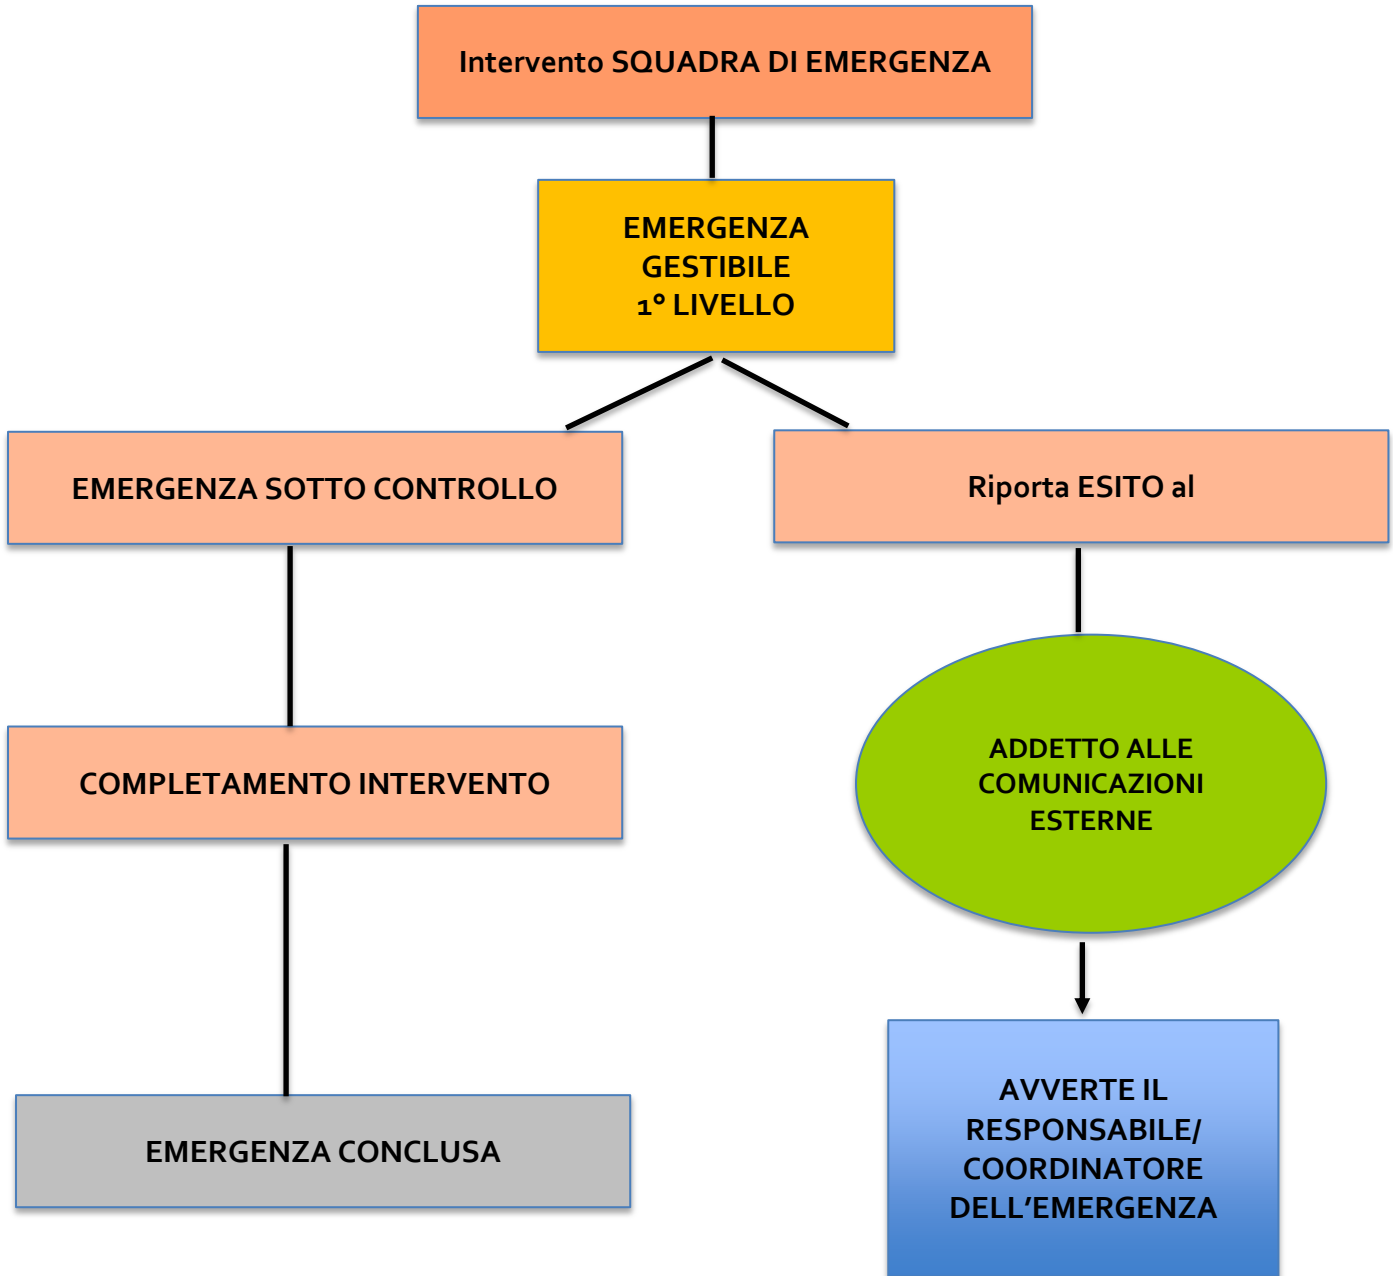 Intervento SQUADRA DI EMERGENZA
EMERGENZA
GESTIBILE
1° LIVELLO
EMERGENZA SOTTO CONTROLLO
Riporta ESITO al
COMPLETAMENTO INTERVENTO
ADDETTO ALLE
COMUNICAZIONI
ESTERNE
EMERGENZA CONCLUSA
AVVERTE IL
RESPONSABILE/
COORDINATORE
DELL’EMERGENZA